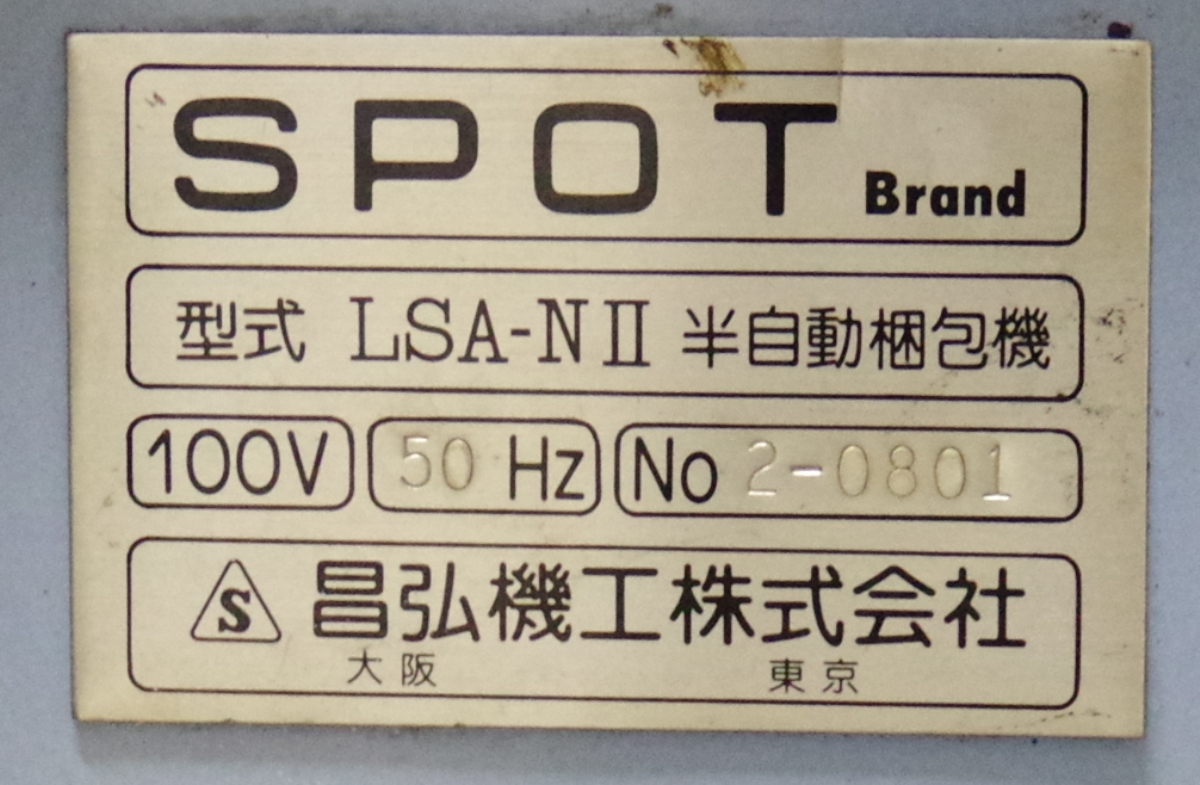 SPOT Brand
型式 LSA-NⅡ 半自動梱包機
100V 50 Hz No 2-0801
S 昌弘機工株式会社
大阪 東京